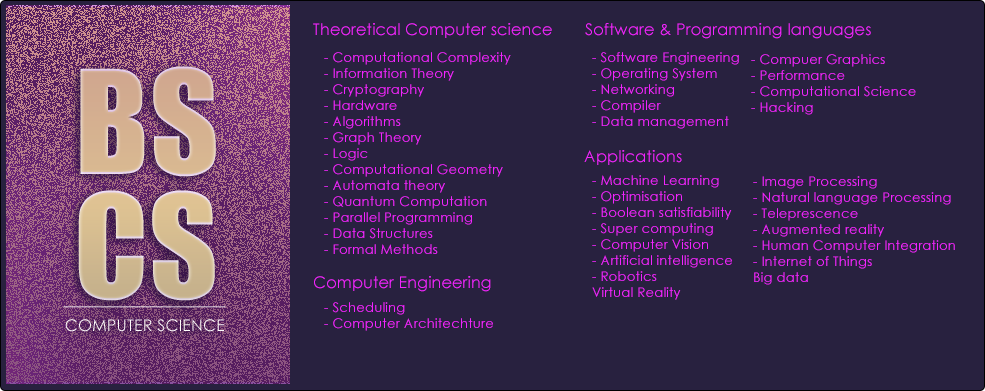 BS
CS
COMPUTER SCIENCE
Theoretical Computer science
- Computational Complexity
- Information Theory
- Cryptography
- Hardware
- Algorithms
- Graph Theory
- Logic
- Computational Geometry
- Automata theory
- Quantum Computation
- Parallel Programming
- Data Structures
- Formal Methods
Computer Engineering
- Scheduling
- Computer Architechture
Software & Programming languages
- Software Engineering
- Operating System
- Networking
- Compiler
- Data management
- Compuer Graphics
- Performance
- Computational Science
- Hacking
Applications
- Machine Learning
- Optimisation
- Boolean satisfiability
- Super computing
- Computer Vision
- Artificial intelligence
- Robotics
Virtual Reality
- Image Processing
- Natural language Processing
- Teleprescence
- Augmented reality
- Human Computer Integration
- Internet of Things
Big data